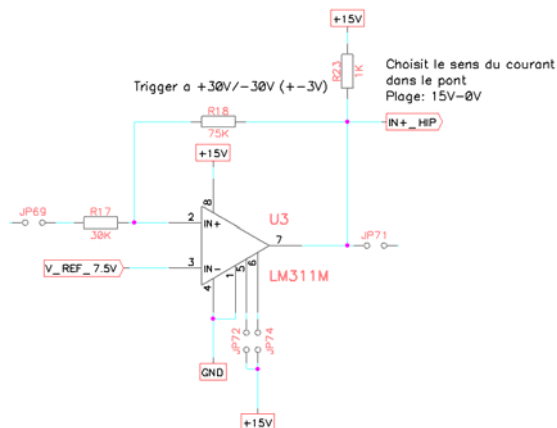 +15V
R23
1K
Choisit le sens du courant
dans le pont
Plage: 15V-0V
Trigger a +30V/-30V (+-3V)
R18
75K
IN+_HIP
+15V
8
U3
JP69
R17
30K
2
IN+
7
JP71
V_REF_7.5V
3
IN-
LM311M
4
1
5
6
JP72
JP74
GND
+15V